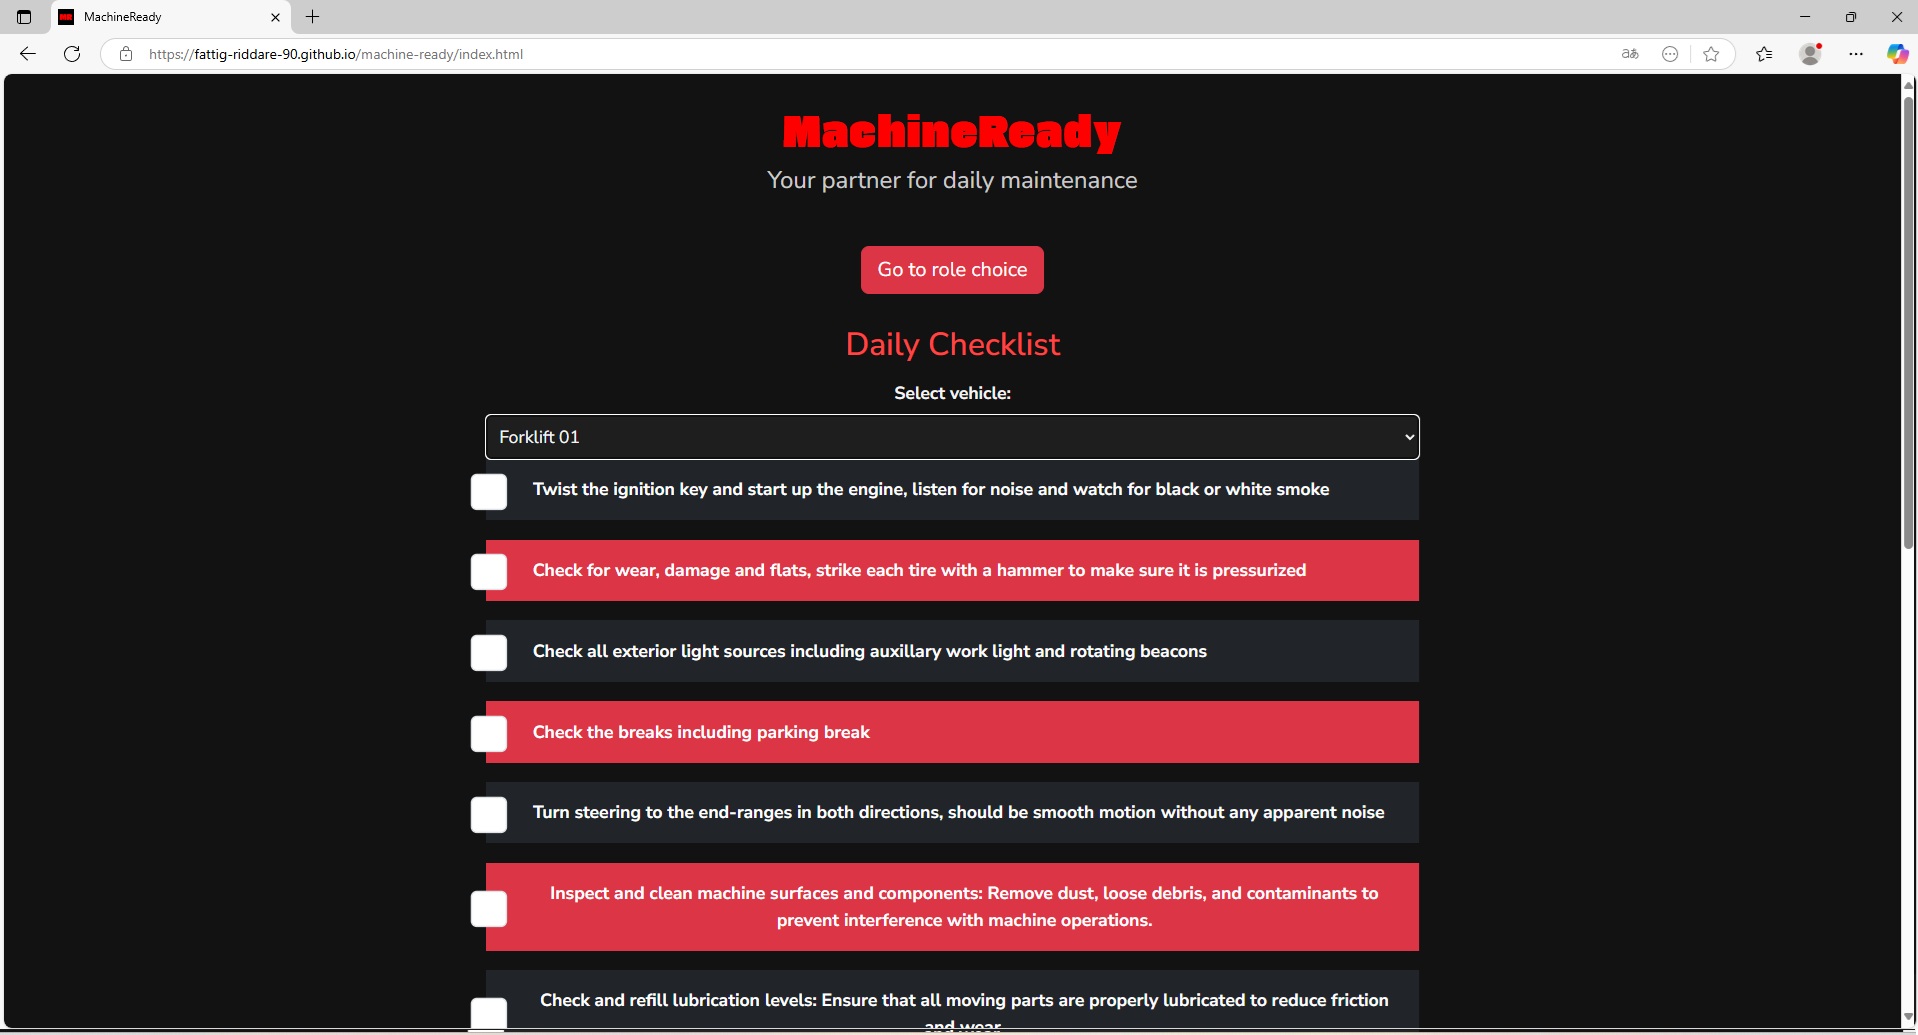 MachineReady
https://fattig-riddare-90.github.io/machine-ready/index.html
aあ
MachineReady
Your partner for daily maintenance
Go to role choice
Daily Checklist
Select vehicle:
Forklift 01
Twist the ignition key and start up the engine, listen for noise and watch for black or white smoke
Check for wear, damage and flats, strike each tire with a hammer to make sure it is pressurized
Check all exterior light sources including auxillary work light and rotating beacons
Check the breaks including parking break
Turn steering to the end-ranges in both directions, should be smooth motion without any apparent noise
Inspect and clean machine surfaces and components: Remove dust, loose debris, and contaminants to
prevent interference with machine operations.
Check and refill lubrication levels: Ensure that all moving parts are properly lubricated to reduce friction
and wear